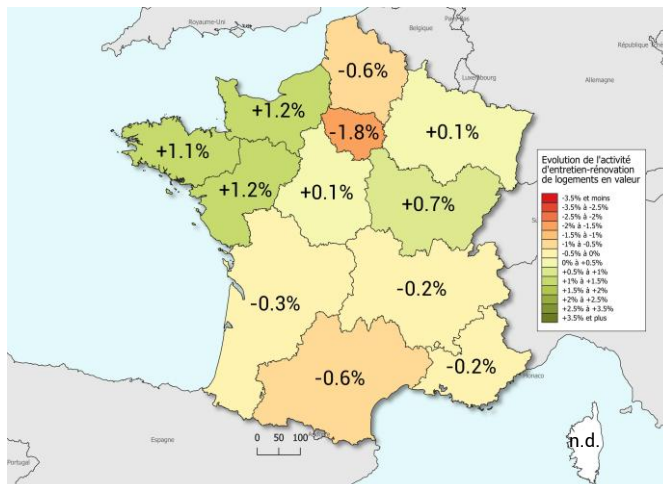 Royaume-Uni
Belgique
Luxembourg
République
Allemagne
-0.6%
+1.2%
-1.8%
+0.1%
+1.1%
+1.2%
+0.1%
+0.7%
-0.3%
-0.2%
-0.6%
-0.2%
Monaco
n.d.
Espagne
Portugal
0 50 100
Evolution de l'activité
d'entretien-rénovation
de logements en valeur
-3.5% et moins
-3.5% à -2.5%
-2.5% à -2%
-2% à -1.5%
-1.5% à -1%
-1% à -0.5%
-0.5% à 0%
0% à +0.5%
+0.5% à +1%
+1% à +1.5%
+1.5% à +2%
+2% à +2.5%
+2.5% à +3.5%
+3.5% et plus